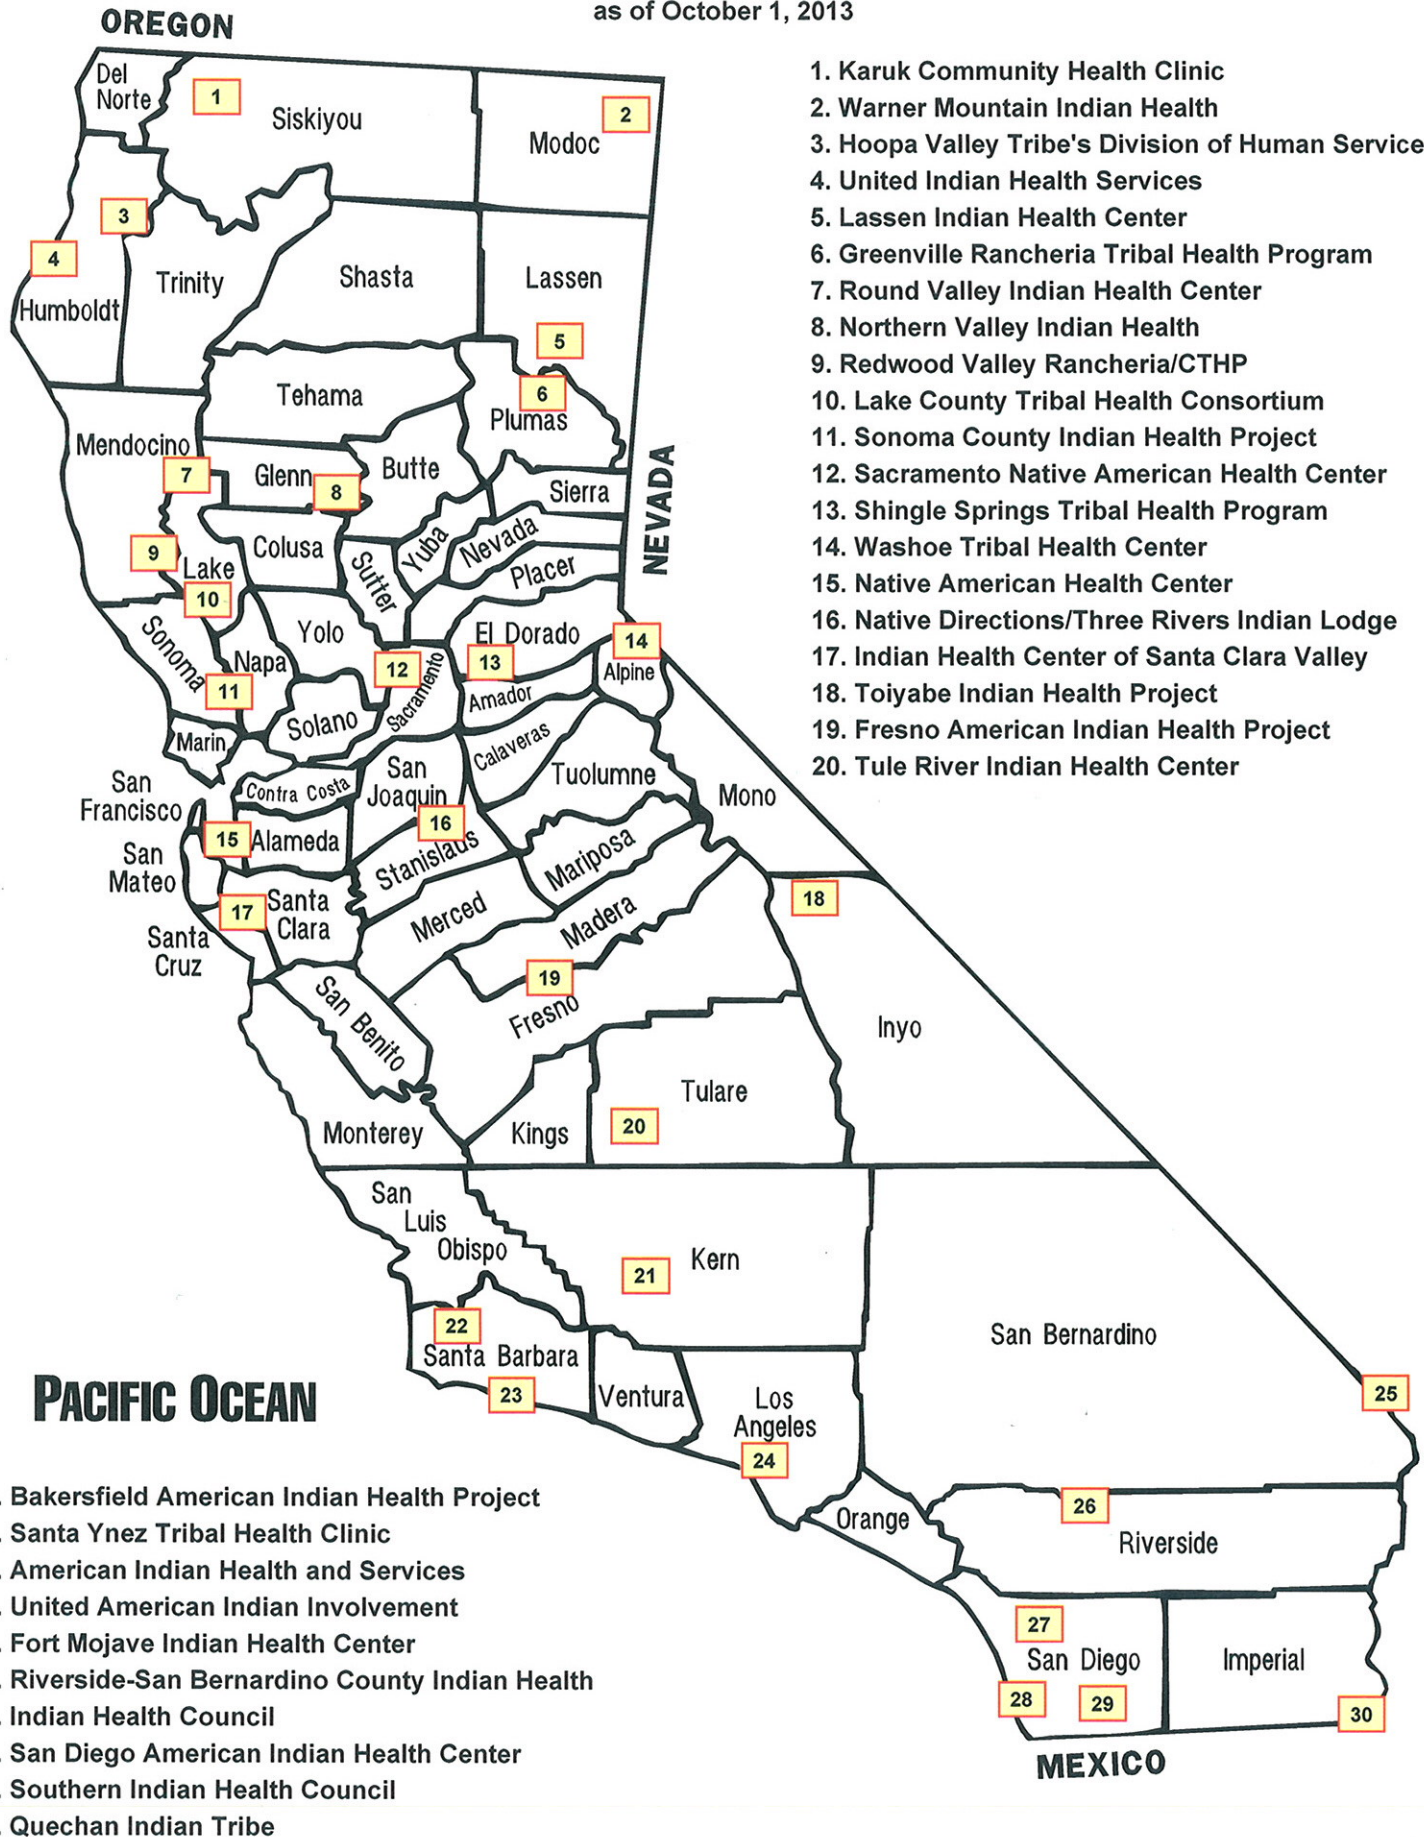 as of October 1, 2013
OREGON
1. Karuk Community Health Clinic
2. Warner Mountain Indian Health
3. Hoopa Valley Tribe's Division of Human Service
4. United Indian Health Services
5. Lassen Indian Health Center
6. Greenville Rancheria Tribal Health Program
7. Round Valley Indian Health Center
8. Northern Valley Indian Health
9. Redwood Valley Rancheria/CTHP
10. Lake County Tribal Health Consortium
11. Sonoma County Indian Health Project
12. Sacramento Native American Health Center
13. Shingle Springs Tribal Health Program
14. Washoe Tribal Health Center
15. Native American Health Center
16. Native Directions/Three Rivers Indian Lodge
17. Indian Health Center of Santa Clara Valley
18. Toiyabe Indian Health Project
19. Fresno American Indian Health Project
20. Tule River Indian Health Center
Del
Norte
1
Siskiyou
2
Modoc
3
4
Humboldt
Trinity
Shasta
Lassen
5
6
Tehama
Plumas
Mendocino
7
Glenn
8
Butte
Sierra
NEVADA
9
Lake
10
Colusa
Sutter
Yuba
Nevada
Placer
Sonoma
Napa
Yolo
El Dorado
14
11
12
13
Sacramento
Amador
Alpine
Marin
Solano
Calaveras
San
Francisco
Contra Costa
San
Joaquin
Tuolumne
Mono
15
Alameda
16
Stanislaus
Mariposa
San
Mateo
17
Santa
Clara
Merced
Madera
18
Santa
Cruz
San Benito
19
Fresno
Inyo
Tulare
Monterey
Kings
20
San
Luis
Obispo
21
Kern
22
Santa Barbara
23
Ventura
Los
Angeles
24
San Bernardino
25
Orange
26
Riverside
27
San Diego
28
29
Imperial
30
MEXICO
PACIFIC OCEAN
. Bakersfield American Indian Health Project
. Santa Ynez Tribal Health Clinic
. American Indian Health and Services
. United American Indian Involvement
. Fort Mojave Indian Health Center
. Riverside-San Bernardino County Indian Health
. Indian Health Council
. San Diego American Indian Health Center
. Southern Indian Health Council
. Quechan Indian Tribe